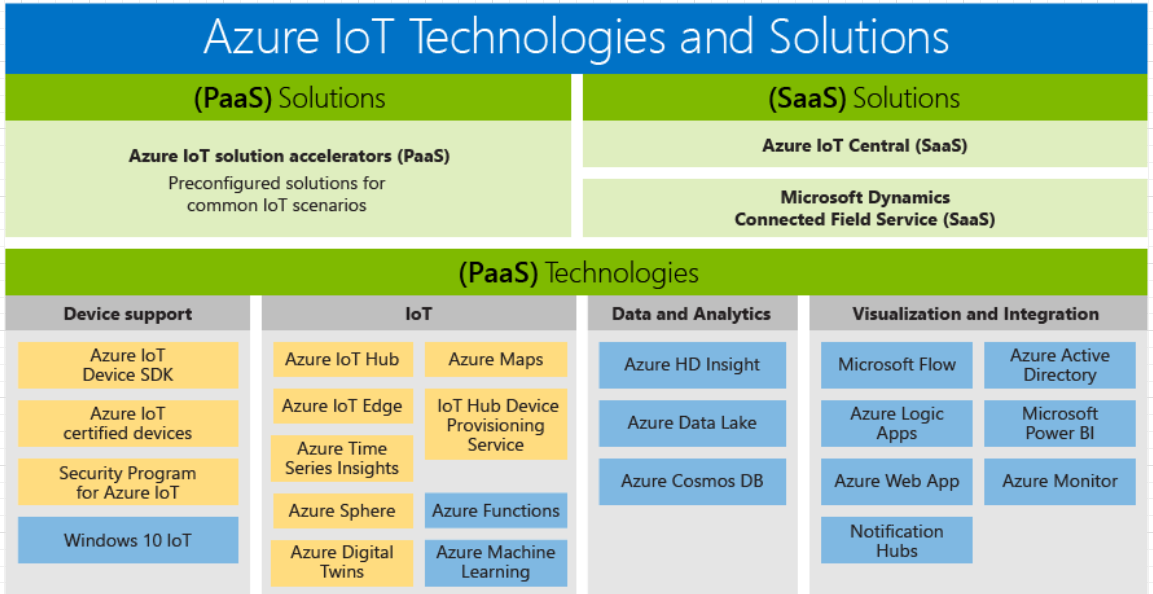 Azure IoT Technologies and Solutions
(PaaS) Solutions
Azure IoT solution accelerators (PaaS)
Preconfigured solutions for
common IoT scenarios
(SaaS) Solutions
Azure IoT Central (SaaS)
Microsoft Dynamics
Connected Field Service (SaaS)
(PaaS) Technologies
Device support
Azure IoT
Device SDK
Azure IoT
certified devices
Security Program
for Azure IoT
Windows 10 IoT
IoT
Azure IoT Hub
Azure IoT Edge
Azure Time
Series Insights
Azure Sphere
Azure Digital
Twins
Azure Maps
IoT Hub Device
Provisioning
Service
Azure Functions
Azure Machine
Learning
Data and Analytics
Azure HD Insight
Azure Data Lake
Azure Cosmos DB
Visualization and Integration
Microsoft Flow
Azure Logic
Apps
Azure Web App
Notification
Hubs
Azure Active
Directory
Microsoft
Power BI
Azure Monitor